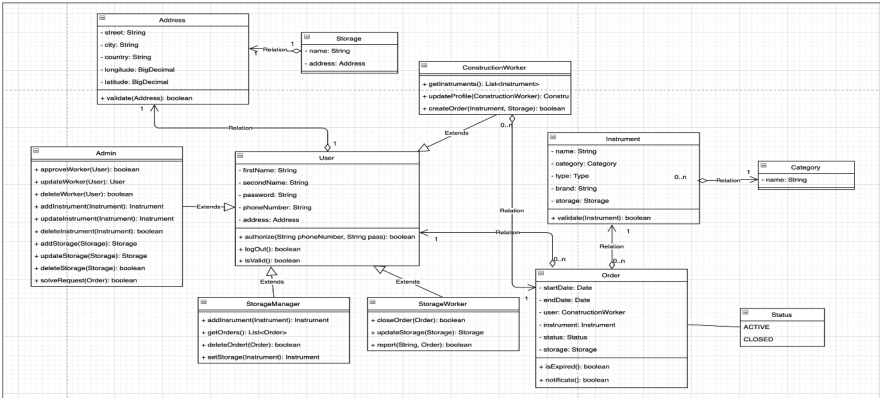 Address
- street: String
- city: String
- country: String
- longitude: BigDecimal
- latitude: BigDecimal
+ validate(Address): boolean
1
Relation
1
Storage
- name: String
- address: Address
ConstructionWorker
+ getInstruments(): List<Instrument>
+ updateProfile(ConstructionWorker): Constru
+ createOrder(Instrument, Storage): boolean
1
Relation
1
Extends
0..n
Admin
+ approveWorker(User): boolean
+ updateWorker(User): User
+ deleteWorker(User): boolean
+ addInstrument(Instrument): Instrument
+ updateInstrument(Instrument): Instrument
+ deleteInstrument(Instrument): boolean
+ addStorage(Storage): Storage
+ updateStorage(Storage): Storage
+ deleteStorage(Storage): boolean
+ solveRequest(Order): boolean
Extends
User
- firstName: String
- secondName: String
- password: String
- phoneNumber: String
- address: Address
+ authorize(String phoneNumber, String pass): boolean
+ logOut(): boolean
+ isValid(): boolean
Instrument
- name: String
- category: Category
- type: Type
- brand: String
- storage: Storage
+ validate(Instrument): boolean
0..n
Relation
1
Category
- name: String
Relation
1
Relation
0..n
1
Relation
0..n
Extends
Extends
StorageManager
+ addInsrument(Instrument): Instrument
+ getOrders(): List<Order>
+ deleteOrdert(Order): boolean
+ setStorage(Instrument): Instrument
StorageWorker
+ closeOrder(Order): boolean
+ updateStorage(Storage): Storage
+ report(String, Order): boolean
1
Order
- startDate: Date
- endDate: Date
- user: ConstructionWorker
- instrument: Instrument
- status: Status
- storage: Storage
+ isExpired(): boolean
+ notificate(): boolean
Status
ACTIVE
CLOSED